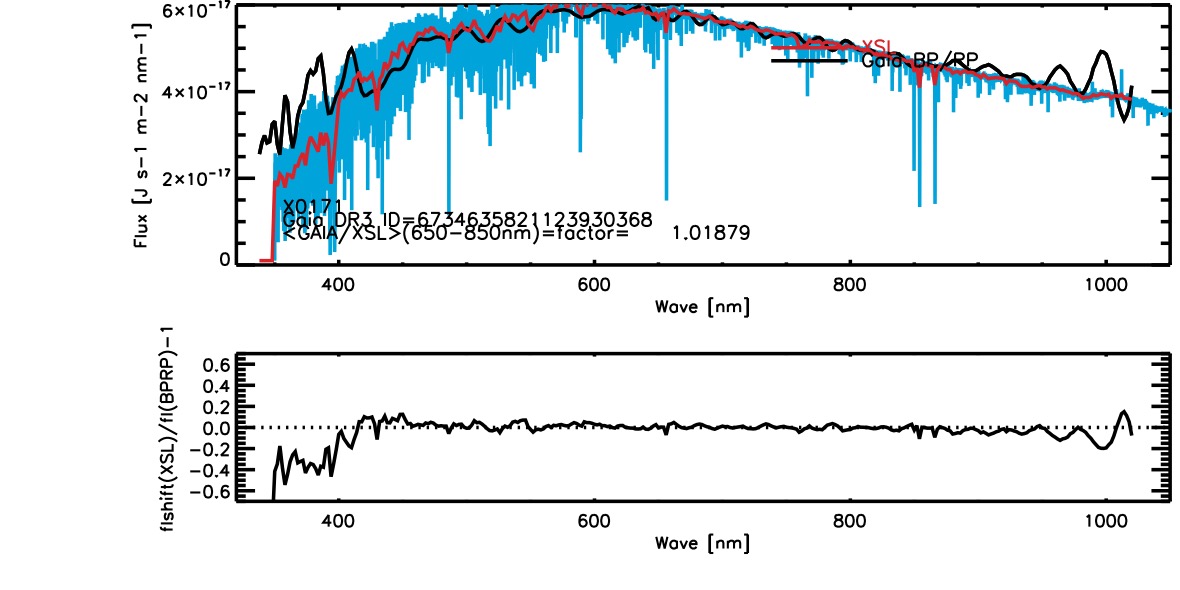 6×10−17
4×10−17
2×10−17
0
Flux [J s−1 m−2 nm−1]
XSL
Gaia BP/RP
X0171
Gaia DR3 ID=6734635821123930368
<GAIA/XSL>(650−850nm)=factor= 1.01879
400 600 800 1000
Wave [nm]
0.6
0.4
0.2
0.0
−0.2
−0.4
−0.6
flshift(XSL)/fl(BPRP)−1
400 600 800 1000
Wave [nm]